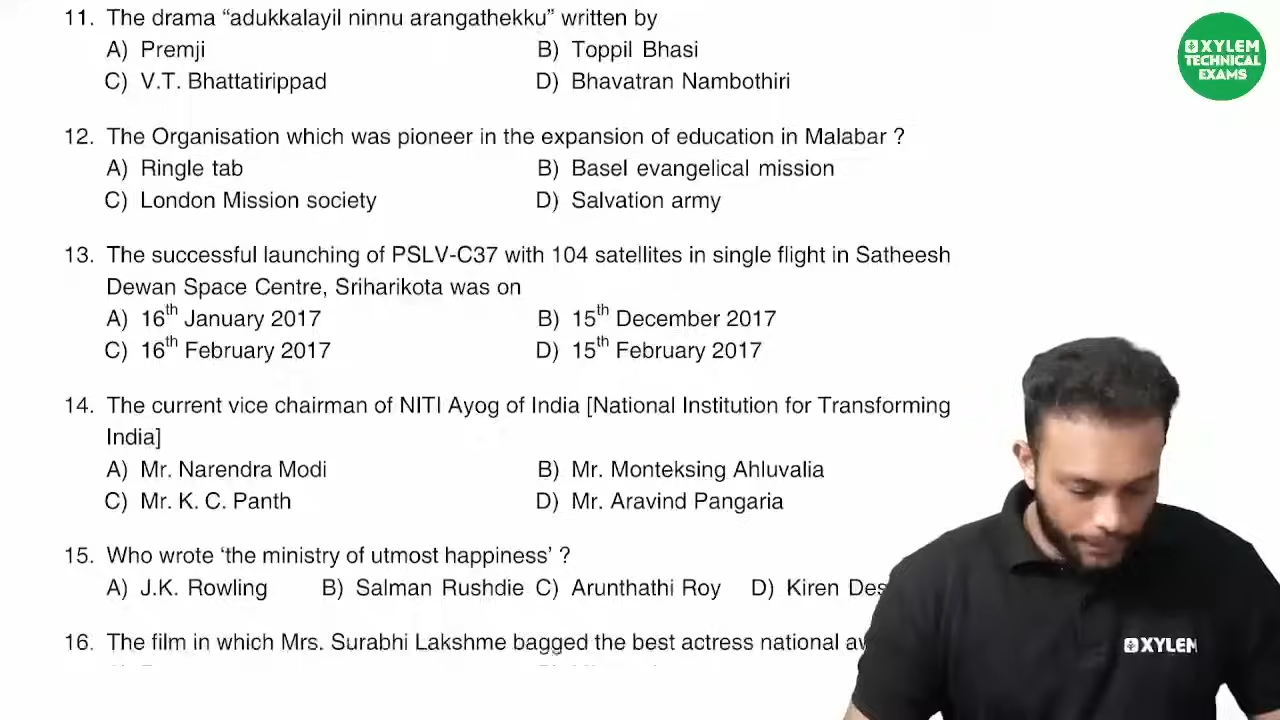 11. The drama “adukkalayil ninnu arangathekku” written by
A) Premji B) Toppil Bhasi
C) V.T. Bhattatirippad D) Bhavatran Nambothiri
12. The Organisation which was pioneer in the expansion of education in Malabar ?
A) Ringle tab B) Basel evangelical mission
C) London Mission society D) Salvation army
13. The successful launching of PSLV-C37 with 104 satellites in single flight in Satheesh
Dewan Space Centre, Sriharikota was on
A) 16th January 2017 B) 15th December 2017
C) 16th February 2017 D) 15th February 2017
14. The current vice chairman of NITI Ayog of India [National Institution for Transforming
India]
A) Mr. Narendra Modi B) Mr. Monteksing Ahluvalia
C) Mr. K. C. Panth D) Mr. Aravind Pangaria
15. Who wrote ‘the ministry of utmost happiness’ ?
A) J.K. Rowling B) Salman Rushdie C) Arunthathi Roy D) Kiren Des
16. The film in which Mrs. Surabhi Lakshme bagged the best actress national
XYLEM
TECHNICAL
EXAMS
XYLEM